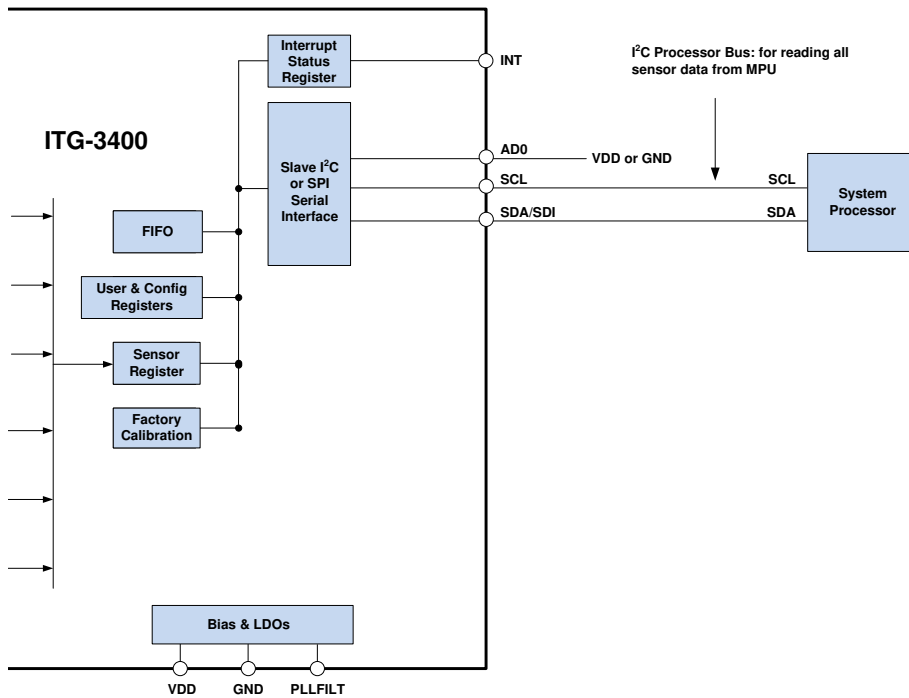 Interrupt
Status
Register
INT
I²C Processor Bus: for reading all
sensor data from MPU
ITG-3400
Slave I²C
or SPI
Serial
Interface
AD0
VDD or GND
SCL
SCL
SDA/SDI
SDA
System
Processor
FIFO
User & Config
Registers
Sensor
Register
Factory
Calibration
Bias & LDOs
VDD
GND
PLLFILT